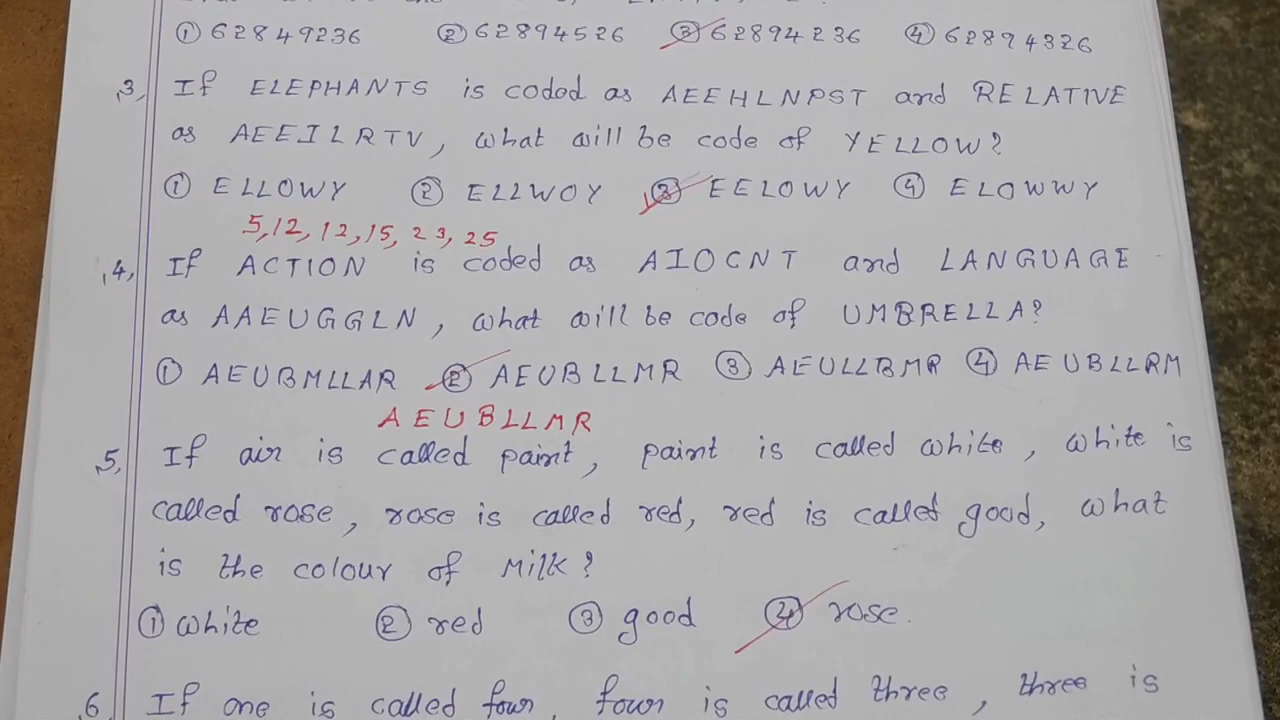 ① 62849236 ② 62894526 ③ 62894236 ④ 62894326
3, If ELEPHANTS is coded as AEEHLNPST and RELATIVE
as AEEILRTV, what will be code of YELLOW?
① ELLOWY ② ELLWOY ③ EELOWY ④ ELOWWY
5,12,12,15,23,25
4, If ACTION is coded as AIOCNT and LANGUAGE
as AAEUGGLN, what will be code of UMBRELLA?
① AEUBMLLAR ② AEUBLLMR ③ AEULLBMR ④ AEUBLLRM
AEUBLLMR
5, If air is called paint, paint is called white, white is
called rose, rose is called red, red is called good, what
is the colour of Milk?
① white ② red ③ good ④ rose.
6 If one is called four, four is called three, three is